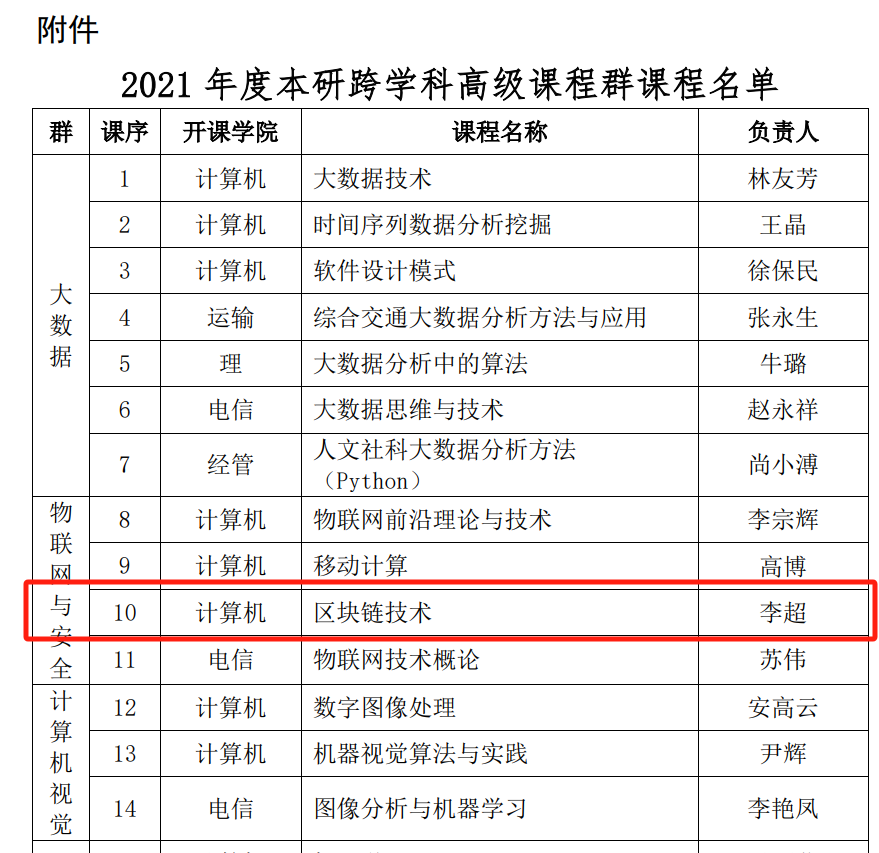 附件
2021 年度本研跨学科高级课程群课程名单
群 课序 开课学院 课程名称 负责人
大数据
1 计算机 大数据技术 林友芳
2 计算机 时间序列数据分析挖掘 王晶
3 计算机 软件设计模式 徐保民
4 运输 综合交通大数据分析方法与应用 张永生
5 理 大数据分析中的算法 牛璐
6 电信 大数据思维与技术 赵永祥
7 经管 人文社科大数据分析方法
（Python） 尚小溥
物联网与安全
8 计算机 物联网前沿理论与技术 李宗辉
9 计算机 移动计算 高博
10 计算机 区块链技术 李超
11 电信 物联网技术概论 苏伟
计算机视觉
12 计算机 数字图像处理 安高云
13 计算机 机器视觉算法与实践 尹辉
14 电信 图像分析与机器学习 李艳凤